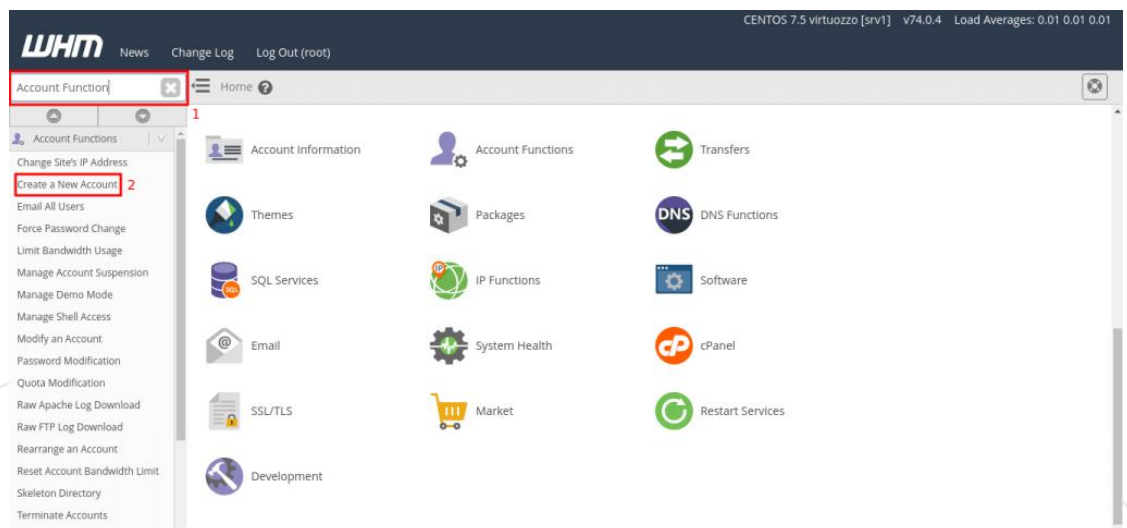 CENTOS 7.5 virtuozzo [srv1] v74.0.4 Load Averages: 0.01 0.01 0.01
WHM News Change Log Log Out (root)
Account Function Home
1
Account Functions
Change Site's IP Address
Create a New Account 2
Email All Users
Force Password Change
Limit Bandwidth Usage
Manage Account Suspension
Manage Demo Mode
Manage Shell Access
Modify an Account
Password Modification
Quota Modification
Raw Apache Log Download
Raw FTP Log Download
Rearrange an Account
Reset Account Bandwidth Limit
Skeleton Directory
Terminate Accounts
Account Information Account Functions Transfers
Themes Packages DNS DNS Functions
SQL SQL Services IP IP Functions Software
@ Email System Health cP cPanel
SSL/TLS Market Restart Services
Development